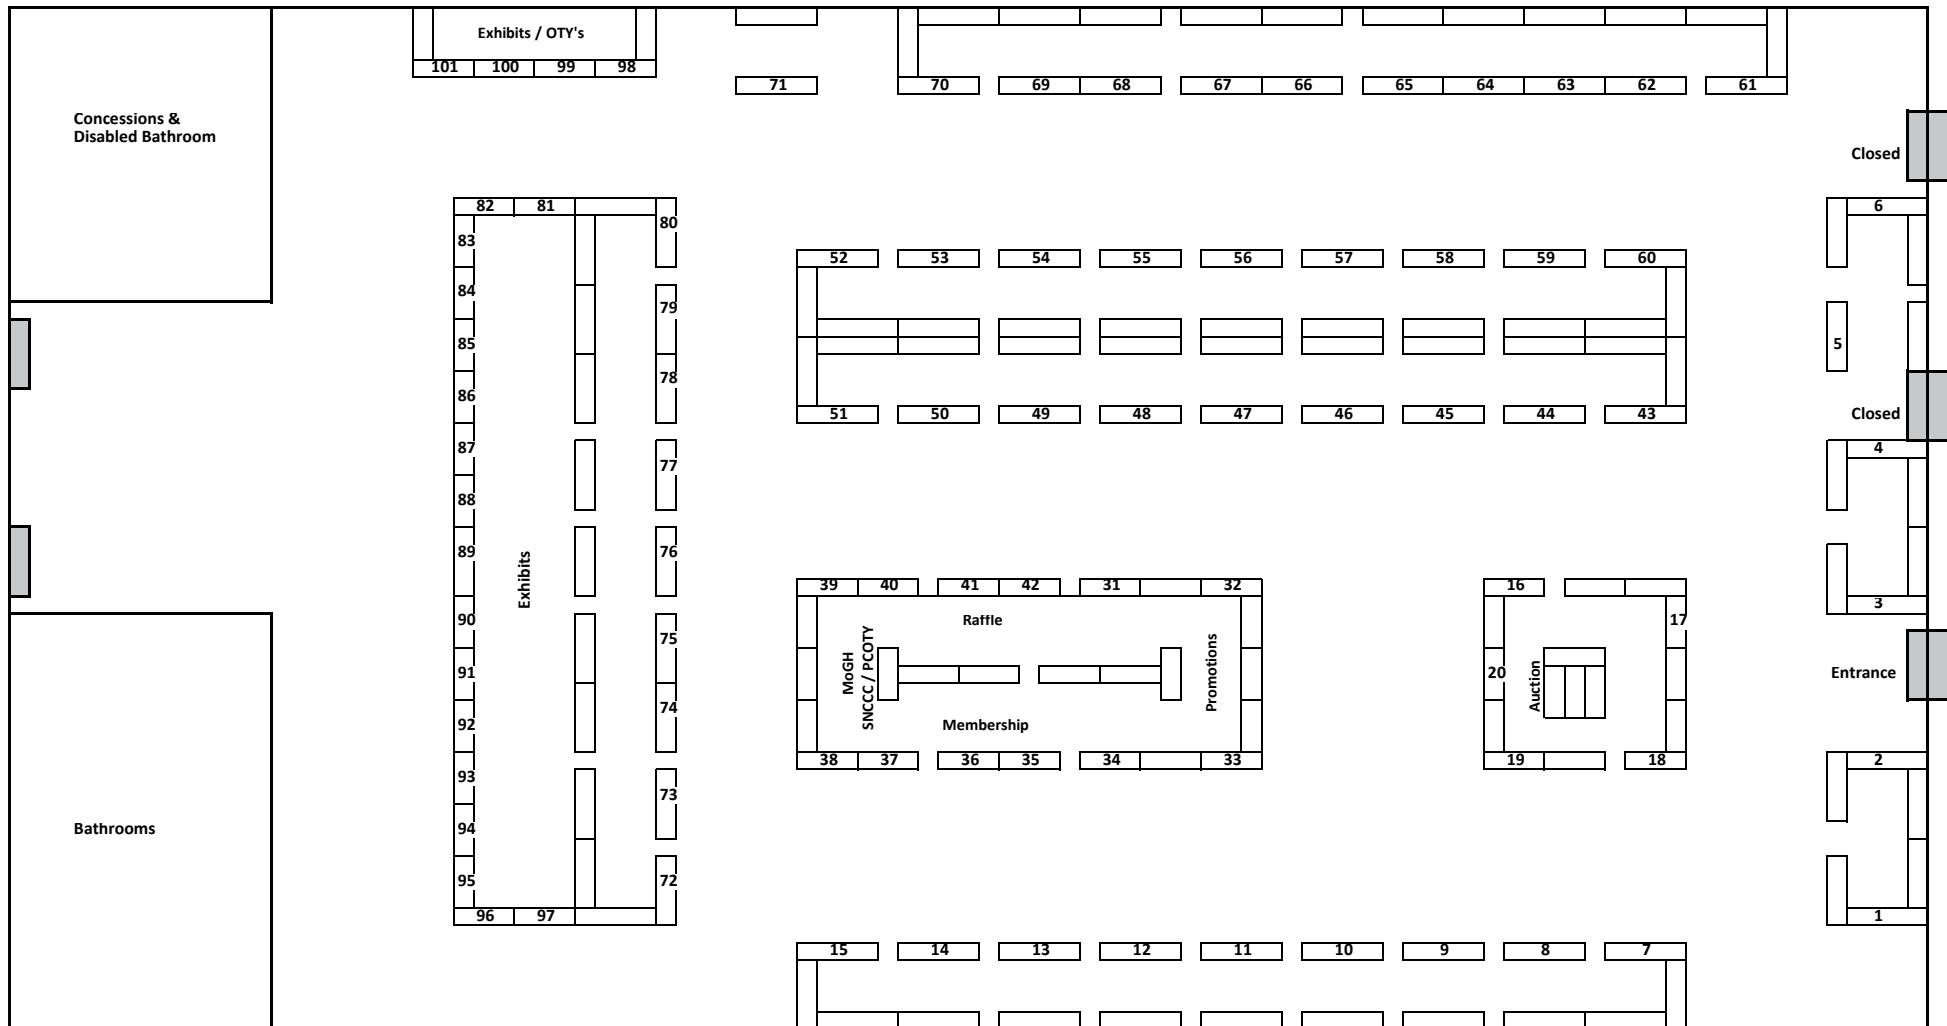 Exhibits / OTY's
101 100 99 98
71 70 69 68 67 66 65 64 63 62 61
Concessions &
Disabled Bathroom
Closed
82 81
80
6
83
52 53 54 55 56 57 58 59 60
84
79
85
5
78
86
51 50 49 48 47 46 45 44 43
Closed
87
4
77
88
89
76
Exhibits
39 40 41 42 31 32
16
3
90
Raffle
17
75
91
MoGH
SNCCC / PCOTY
Promotions
20
Auction
Entrance
74
92
Membership
38 37 36 35 34 33
19 18
2
93
73
94
Bathrooms
95
72
96 97
1
15 14 13 12 11 10 9 8 7